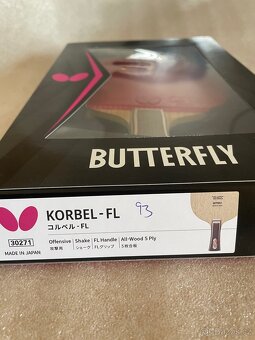 BUTTERFLY
KORBEL-FL
コルベル-FL
93
30271
MADE IN JAPAN
Offensive Shake FL Handle All-Wood 5 Ply
攻撃用 シェーク FLグリップ 5枚合板